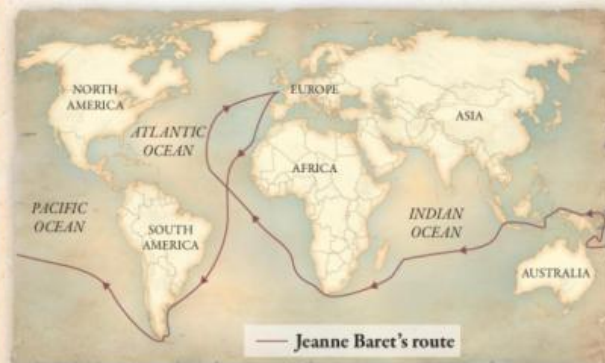 NORTH
AMERICA
EUROPE
ASIA
ATLANTIC
OCEAN
AFRICA
PACIFIC
OCEAN
SOUTH
AMERICA
INDIAN
OCEAN
AUSTRALIA
Jeanne Baret's route